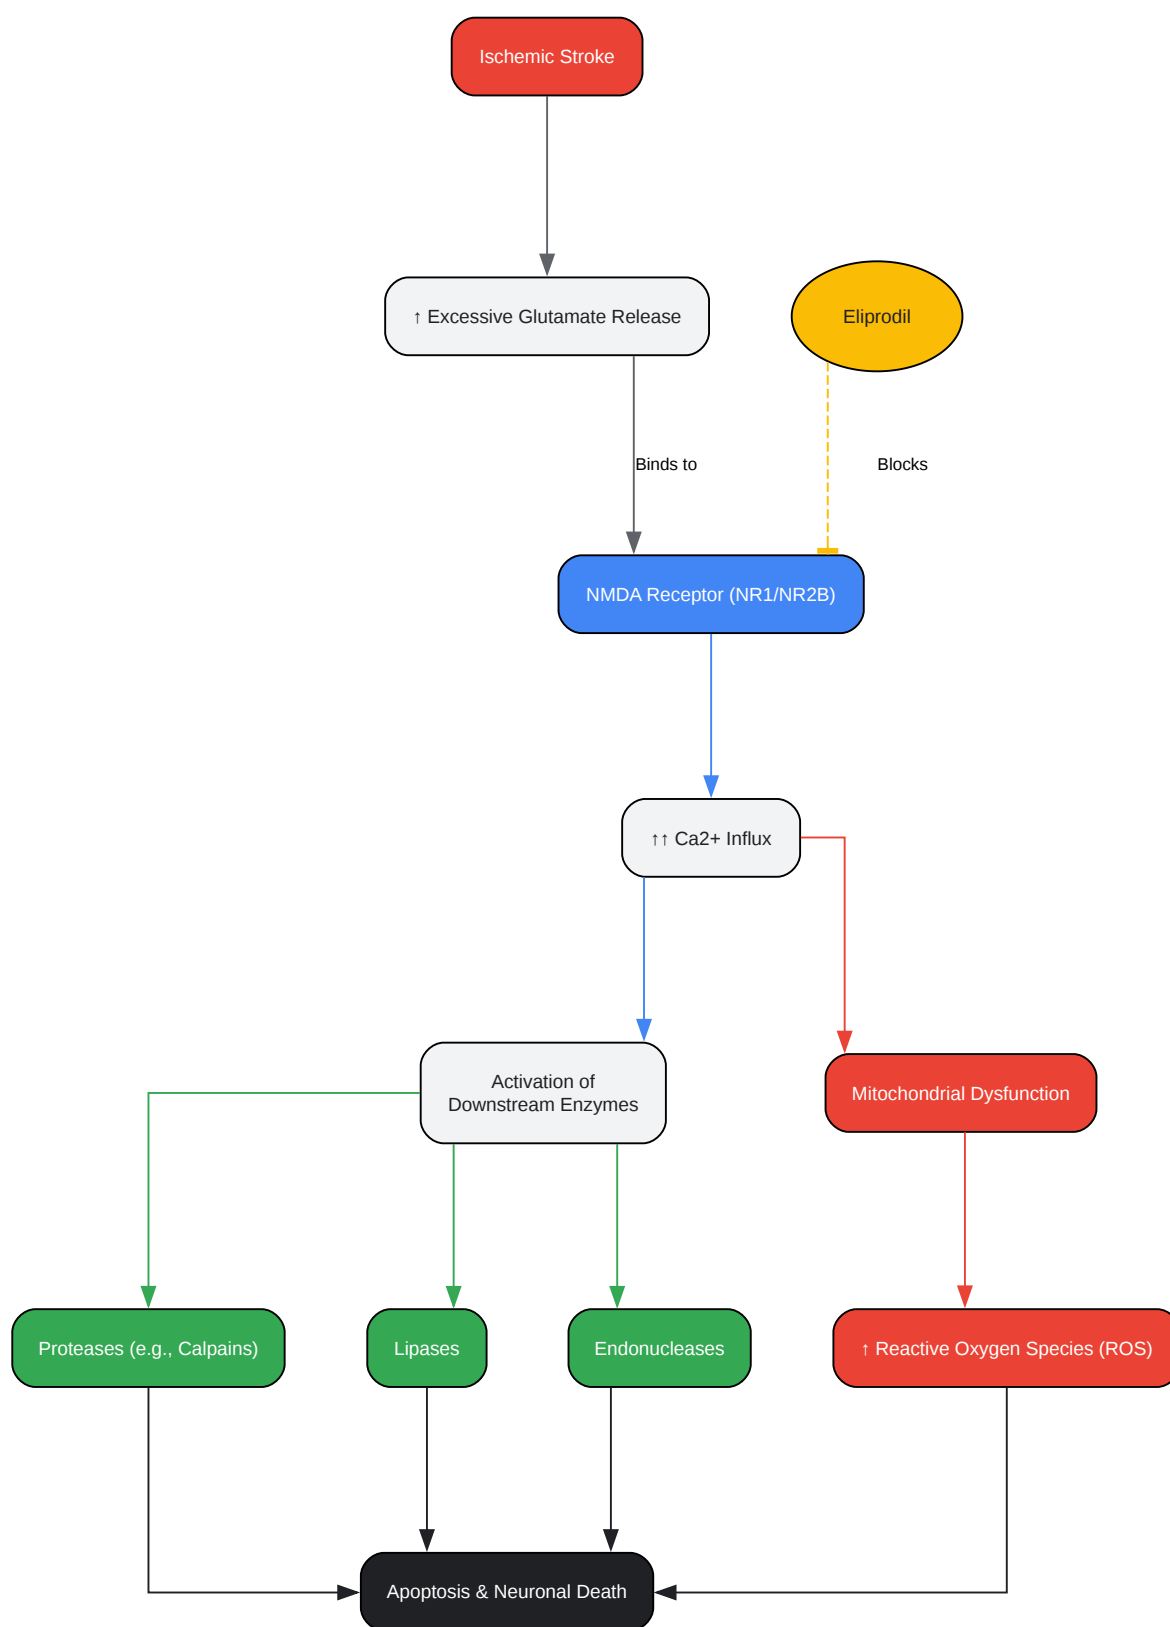 Ischemic Stroke
↑ Excessive Glutamate Release
Eliprodil
Binds to
Blocks
NMDA Receptor (NR1/NR2B)
↑↑ Ca2+ Influx
Activation of
Downstream Enzymes
Mitochondrial Dysfunction
Proteases (e.g., Calpains)
Lipases
Endonucleases
↑ Reactive Oxygen Species (ROS)
Apoptosis & Neuronal Death